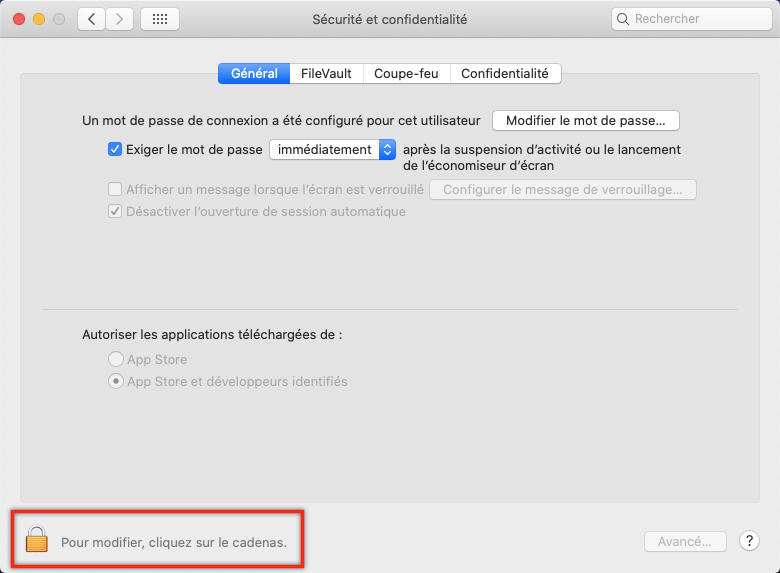 Sécurité et confidentialité
Rechercher
Général
FileVault
Coupe-feu
Confidentialité
Un mot de passe de connexion a été configuré pour cet utilisateur
Modifier le mot de passe...
Exiger le mot de passe
immédiatement
après la suspension d’activité ou le lancement
de l’économiseur d’écran
Afficher un message lorsque l’écran est verrouillé
Configurer le message de verrouillage...
Désactiver l’ouverture de session automatique
Autoriser les applications téléchargées de :
App Store
App Store et développeurs identifiés
Pour modifier, cliquez sur le cadenas.
Avancé...
?